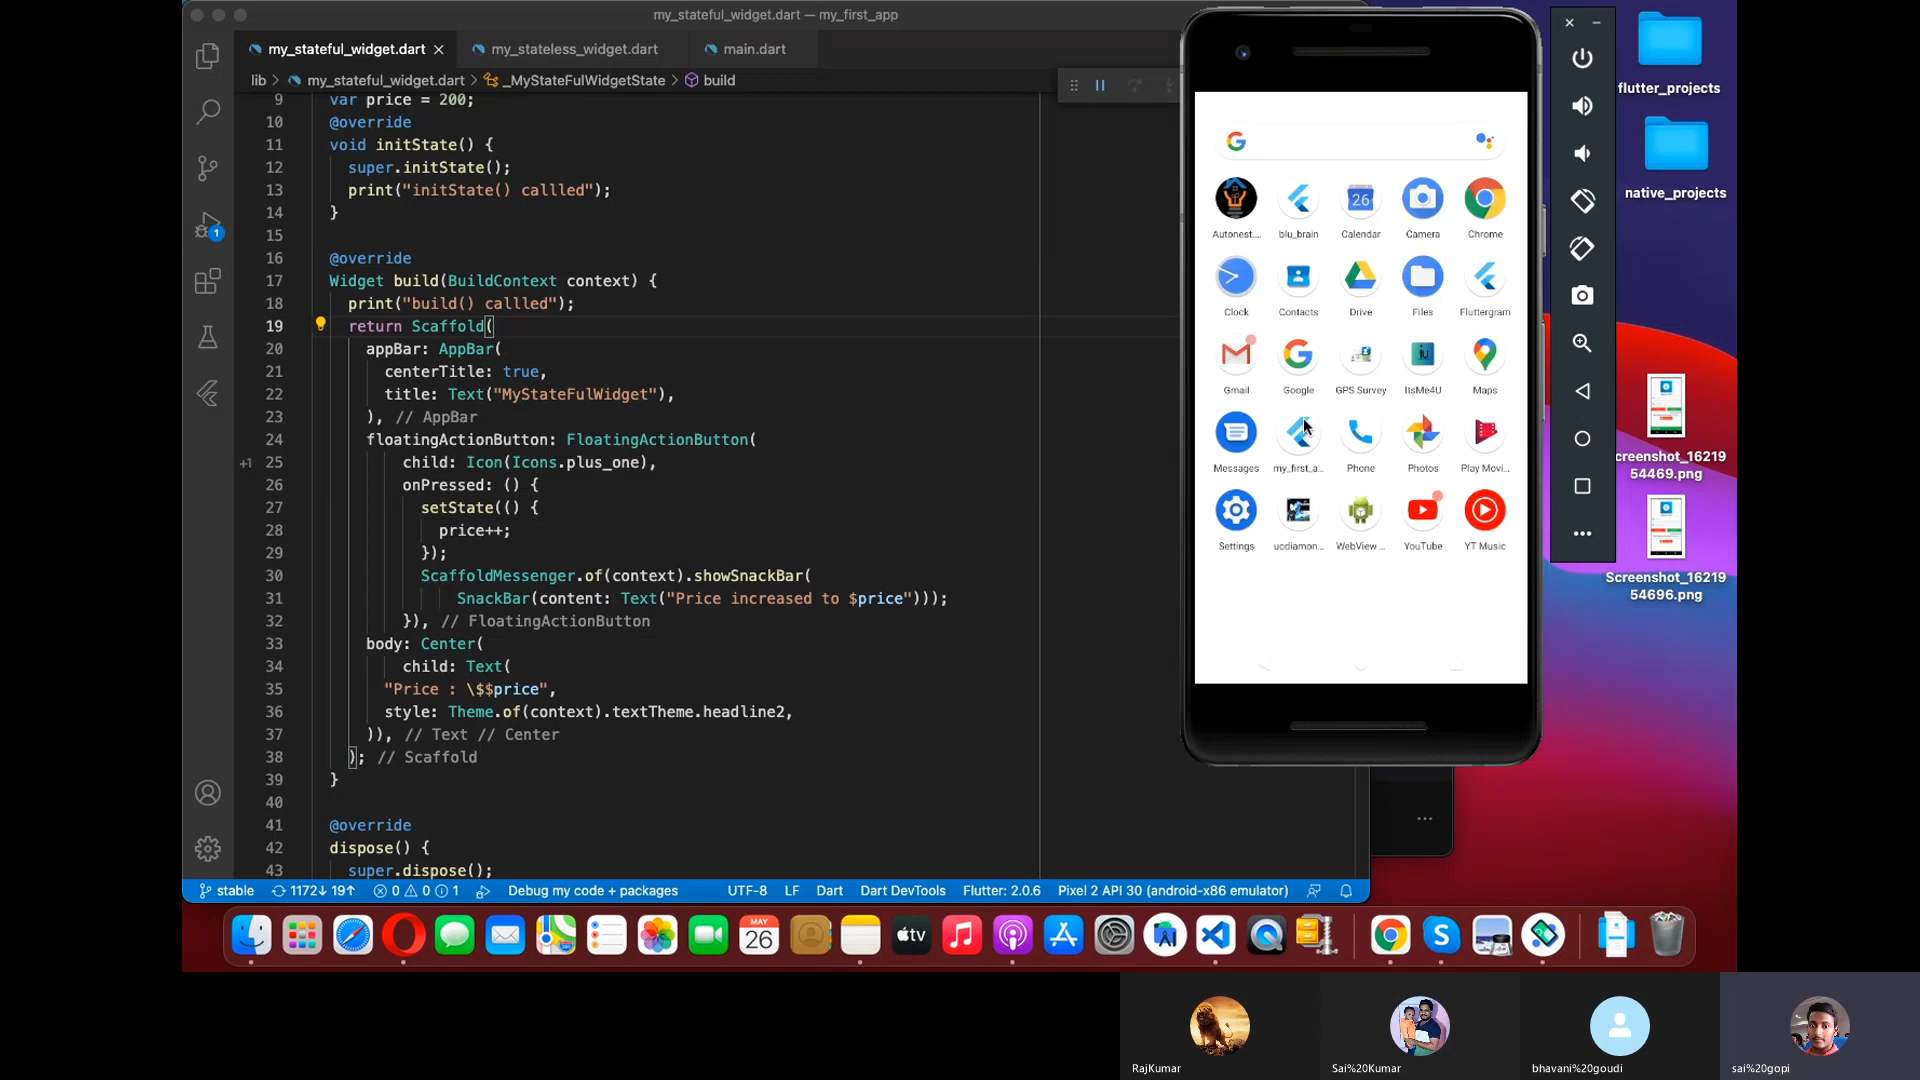 my_stateful_widget.dart — my_first_app
my_stateful_widget.dart
my_stateless_widget.dart
main.dart
lib > my_stateful_widget.dart > _MyStateFulWidgetState > build
9 var price = 200;
10 @override
11 void initState() {
12 super.initState();
13 print("initState() callled");
14 }
15
16 @override
17 Widget build(BuildContext context) {
18 print("build() callled");
19 return Scaffold(
20 appBar: AppBar(
21 centerTitle: true,
22 title: Text("MyStateFulWidget"),
23 ), // AppBar
24 floatingActionButton: FloatingActionButton(
+1 25 child: Icon(Icons.plus_one),
26 onPressed: () {
27 setState(() {
28 price++;
29 });
30 ScaffoldMessenger.of(context).showSnackBar(
31 SnackBar(content: Text("Price increased to $price")));
32 }), // FloatingActionButton
33 body: Center(
34 child: Text(
35 "Price : \$$price",
36 style: Theme.of(context).textTheme.headline2,
37 )), // Text // Center
38 ); // Scaffold
39 }
40
41 @override
42 dispose() {
43 super.dispose();
1
stable 1172↓ 19↑ 0 0 1 Debug my code + packages UTF-8 LF Dart Dart DevTools Flutter: 2.0.6 Pixel 2 API 30 (android-x86 emulator)
26
Autonest... blu_brain Calendar Camera Chrome
Clock Contacts Drive Files Fluttergram
Gmail Google GPS Survey ItsMe4U Maps
Messages my_first_a... Phone Photos Play Movi...
Settings ucdiamon... WebView ... YouTube YT Music
flutter_projects
native_projects
creenshot_16219
54469.png
Screenshot_16219
54696.png
MAY
26
tv
RajKumar
Sai%20Kumar
bhavani%20goudi
sai%20gopi